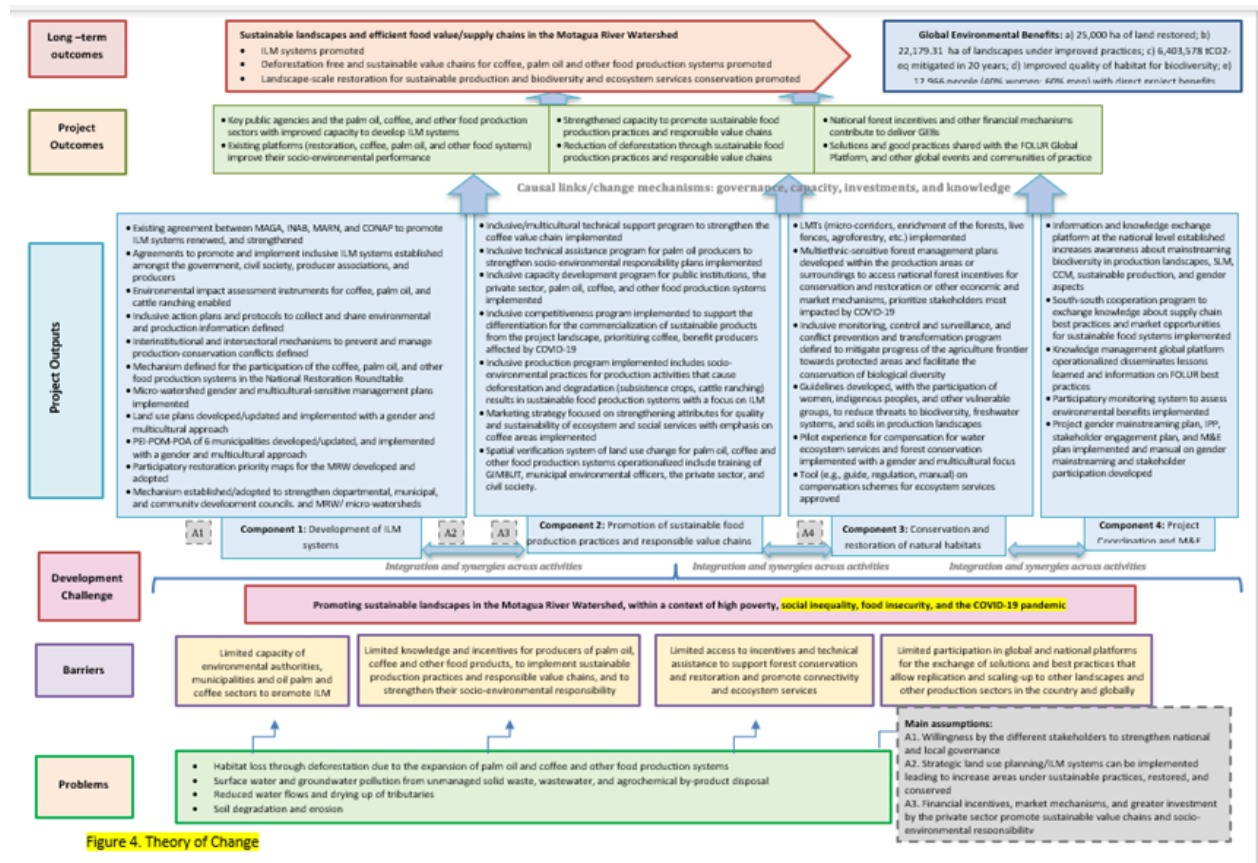 Long –term
outcomes
Sustainable landscapes and efficient food value/supply chains in the Motagua River Watershed
• ILM systems promoted
• Deforestation free and sustainable value chains for coffee, palm oil and other food production systems promoted
• Landscape-scale restoration for sustainable production and biodiversity and ecosystem services conservation promoted
Global Environmental Benefits: a) 25,000 ha of land restored; b)
22,179.31 ha of landscapes under improved practices; c) 6,403,578 tCO2-
eq mitigated in 20 years; d) Improved quality of habitat for biodiversity; e)
17,966 people (40% women; 60% men) with direct project benefits
Project
Outcomes
• Key public agencies and the palm oil, coffee, and other food production
sectors with improved capacity to develop ILM systems
• Existing platforms (restoration, coffee, palm oil, and other food systems)
improve their socio-environmental performance
• Strengthened capacity to promote sustainable food
production practices and responsible value chains
• Reduction of deforestation through sustainable food
production practices and responsible value chains
• National forest incentives and other financial mechanisms
contribute to deliver GEBs
• Solutions and good practices shared with the FOLUR Global
Platform, and other global events and communities of practice
Causal links/change mechanisms: governance, capacity, investments, and knowledge
Project Outputs
• Existing agreement between MAGA, INAB, MARN, and CONAP to promote
ILM systems renewed, and strengthened
• Agreements to promote and implement inclusive ILM systems established
amongst the government, civil society, producer associations, and
producers
• Environmental impact assessment instruments for coffee, palm oil, and
cattle ranching enabled
• Inclusive action plans and protocols to collect and share environmental
and production information defined
• Interinstitutional and intersectoral mechanisms to prevent and manage
production-conservation conflicts defined
• Mechanism defined for the participation of the coffee, palm oil, and other
food production systems in the National Restoration Roundtable
• Micro-watershed gender and multicultural-sensitive management plans
implemented
• Land use plans developed/updated and implemented with a gender and
multicultural approach
• PEI-POM-POA of 6 municipalities developed/updated, and implemented
with a gender and multicultural approach
• Participatory restoration priority maps for the MRW developed and
adopted
• Mechanism established/adopted to strengthen departmental, municipal,
and community development councils, and MRW/ micro-watersheds
• Inclusive/multicultural technical support program to strengthen the
coffee value chain implemented
• Inclusive technical assistance program for palm oil producers to
strengthen socio-environmental responsibility plans implemented
• Inclusive capacity development program for public institutions, the
private sector, palm oil, coffee, and other food production systems
implemented
• Inclusive competitiveness program implemented to support the
differentiation for the commercialization of sustainable products
from the project landscape, prioritizing coffee, benefit producers
affected by COVID-19
• Inclusive production program implemented includes socio-
environmental practices for production activities that cause
deforestation and degradation (subsistence crops, cattle ranching)
results in sustainable food production systems with a focus on ILM
• Marketing strategy focused on strengthening attributes for quality
and sustainability of ecosystem and social services with emphasis on
coffee areas implemented
• Spatial verification system of land use change for palm oil, coffee and
other food production systems operationalized include training of
GIMBUT, municipal environmental officers, the private sector, and
civil society.
• LMTs (micro-corridors, enrichment of the forests, live
fences, agroforestry, etc.) implemented
• Multiethnic-sensitive forest management plans
developed within the production areas or
surroundings to access national forest incentives for
conservation and restoration or other economic and
market mechanisms, prioritize stakeholders most
impacted by COVID-19
• Inclusive monitoring, control and surveillance, and
conflict prevention and transformation program
defined to mitigate progress of the agriculture frontier
towards protected areas and facilitate the
conservation of biological diversity
• Guidelines developed, with the participation of
women, indigenous peoples, and other vulnerable
groups, to reduce threats to biodiversity, freshwater
systems, and soils in production landscapes
• Pilot experience for compensation for water
ecosystem services and forest conservation
implemented with a gender and multicultural focus
• Tool (e.g., guide, regulation, manual) on
compensation schemes for ecosystem services
approved
• Information and knowledge exchange
platform at the national level established
increases awareness about mainstreaming
biodiversity in production landscapes, SLM,
CCM, sustainable production, and gender
aspects
• South-south cooperation program to
exchange knowledge about supply chain
best practices and market opportunities
for sustainable food systems implemented
• Knowledge management global platform
operationalized disseminates lessons
learned and information on FOLUR best
practices
• Participatory monitoring system to assess
environmental benefits implemented
• Project gender mainstreaming plan, IPP,
stakeholder engagement plan, and M&E
plan implemented and manual on gender
mainstreaming and stakeholder
participation developed
A1
Component 1: Development of ILM
systems
A2
A3
Component 2: Promotion of sustainable food
production practices and responsible value chains
A4
Component 3: Conservation and
restoration of natural habitats
Component 4: Project
Coordination and M&E
Integration and synergies across activities
Integration and synergies across activities
Integration and synergies across activities
Development
Challenge
Promoting sustainable landscapes in the Motagua River Watershed, within a context of high poverty, social inequality, food insecurity, and the COVID-19 pandemic
Barriers
Limited capacity of
environmental authorities,
municipalities and oil palm and
coffee sectors to promote ILM
Limited knowledge and incentives for producers of palm oil,
coffee and other food products, to implement sustainable
production practices and responsible value chains, and to
strengthen their socio-environmental responsibility
Limited access to incentives and technical
assistance to support forest conservation
and restoration and promote connectivity
and ecosystem services
Limited participation in global and national platforms
for the exchange of solutions and best practices that
allow replication and scaling-up to other landscapes and
other production sectors in the country and globally
Problems
• Habitat loss through deforestation due to the expansion of palm oil and coffee and other food production systems
• Surface water and groundwater pollution from unmanaged solid waste, wastewater, and agrochemical by-product disposal
• Reduced water flows and drying up of tributaries
• Soil degradation and erosion
Main assumptions:
A1. Willingness by the different stakeholders to strengthen national
and local governance
A2. Strategic land use planning/ILM systems can be implemented
leading to increase areas under sustainable practices, restored, and
conserved
A3. Financial incentives, market mechanisms, and greater investment
by the private sector promote sustainable value chains and socio-
environmental responsibility
Figure 4. Theory of Change